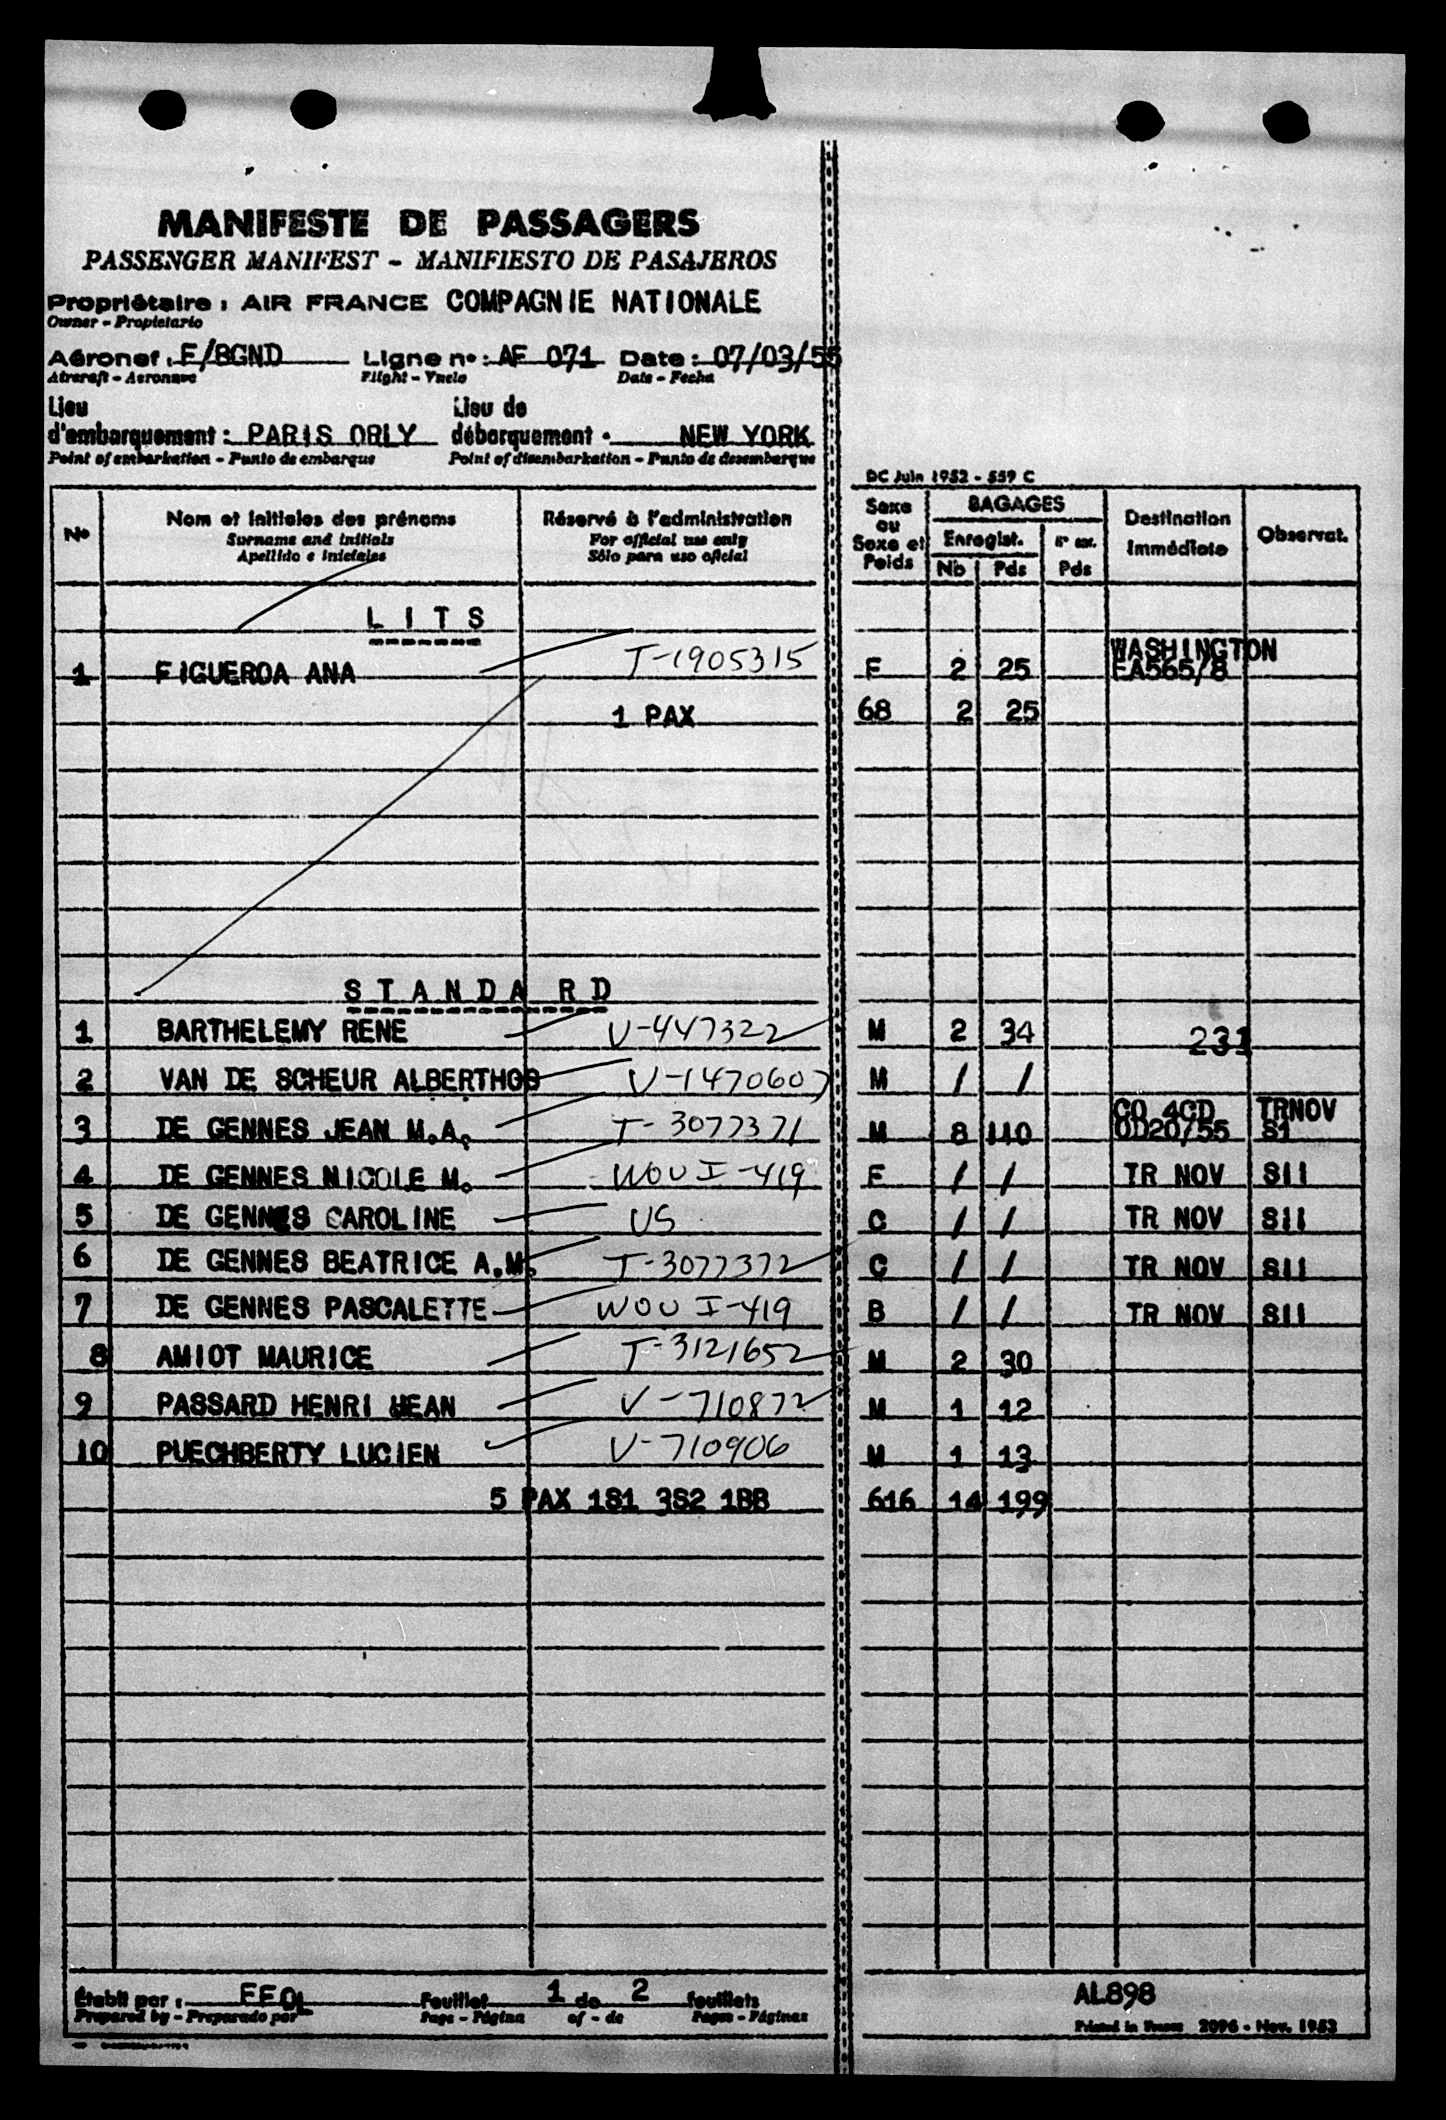 MANIFESTE DE PASSAGERS
PASSENGER MANIFEST - MANIFIESTO DE PASAJEROS
Propriétaire : AIR FRANCE COMPAGNIE NATIONALE
Owner - Propietario
Aéronef : F/BGND Ligne n° : AF 071 Date : 07/03/55
Aircraft - Aeronave Flight - Vuelo Date - Fecha
Lieu d'embarquement : PARIS ORLY Lieu de débarquement : NEW YORK
Point of embarkation - Punto de embarque Point of disembarkation - Punto de desembarque
DC Juin 1952 - 559 C
N° Nom et initiales des prénoms Réservé à l'administration Sexe ou Sexe et Poids BAGAGES Destination immédiate Observat.
Surname and initials For official use only Enregist. N° Pds Pds
Apellido e iniciales Sólo para uso oficial
L I T S
1 FIGUEROA ANA T-1905315 F 2 25 WASHINGTON EA565/8
1 PAX 68 2 25
S T A N D A R D
1 BARTHELEMY RENE V-447322 M 2 34 231
2 VAN DE SCHEUR ALBERTHOS V-1470607 M / /
3 DE GENNES JEAN M.A. T-3077371 M 8 110 CO 4CD OD20/55 TRNOV S1
4 DE GENNES NICOLE M. WOU I-419 F / / TR NOV S11
5 DE GENNES CAROLINE US C / / TR NOV S11
6 DE GENNES BEATRICE A.M. T-3077372 C / / TR NOV S11
7 DE GENNES PASCALETTE WOU I-419 B / / TR NOV S11
8 AMIOT MAURICE T-3121652 M 2 30
9 PASSARD HENRI JEAN V-710872 M 1 12
10 PUECHBERTY LUCIEN V-710906 M 1 13
5 PAX 1S1 3S2 1BB 616 14 199
Établi par : Feuillet 1 de 2 feuillets AL898
Prepared by - Preparado por Page - Página of - de Pages - Páginas Printed in France 2096 - Nov. 1953